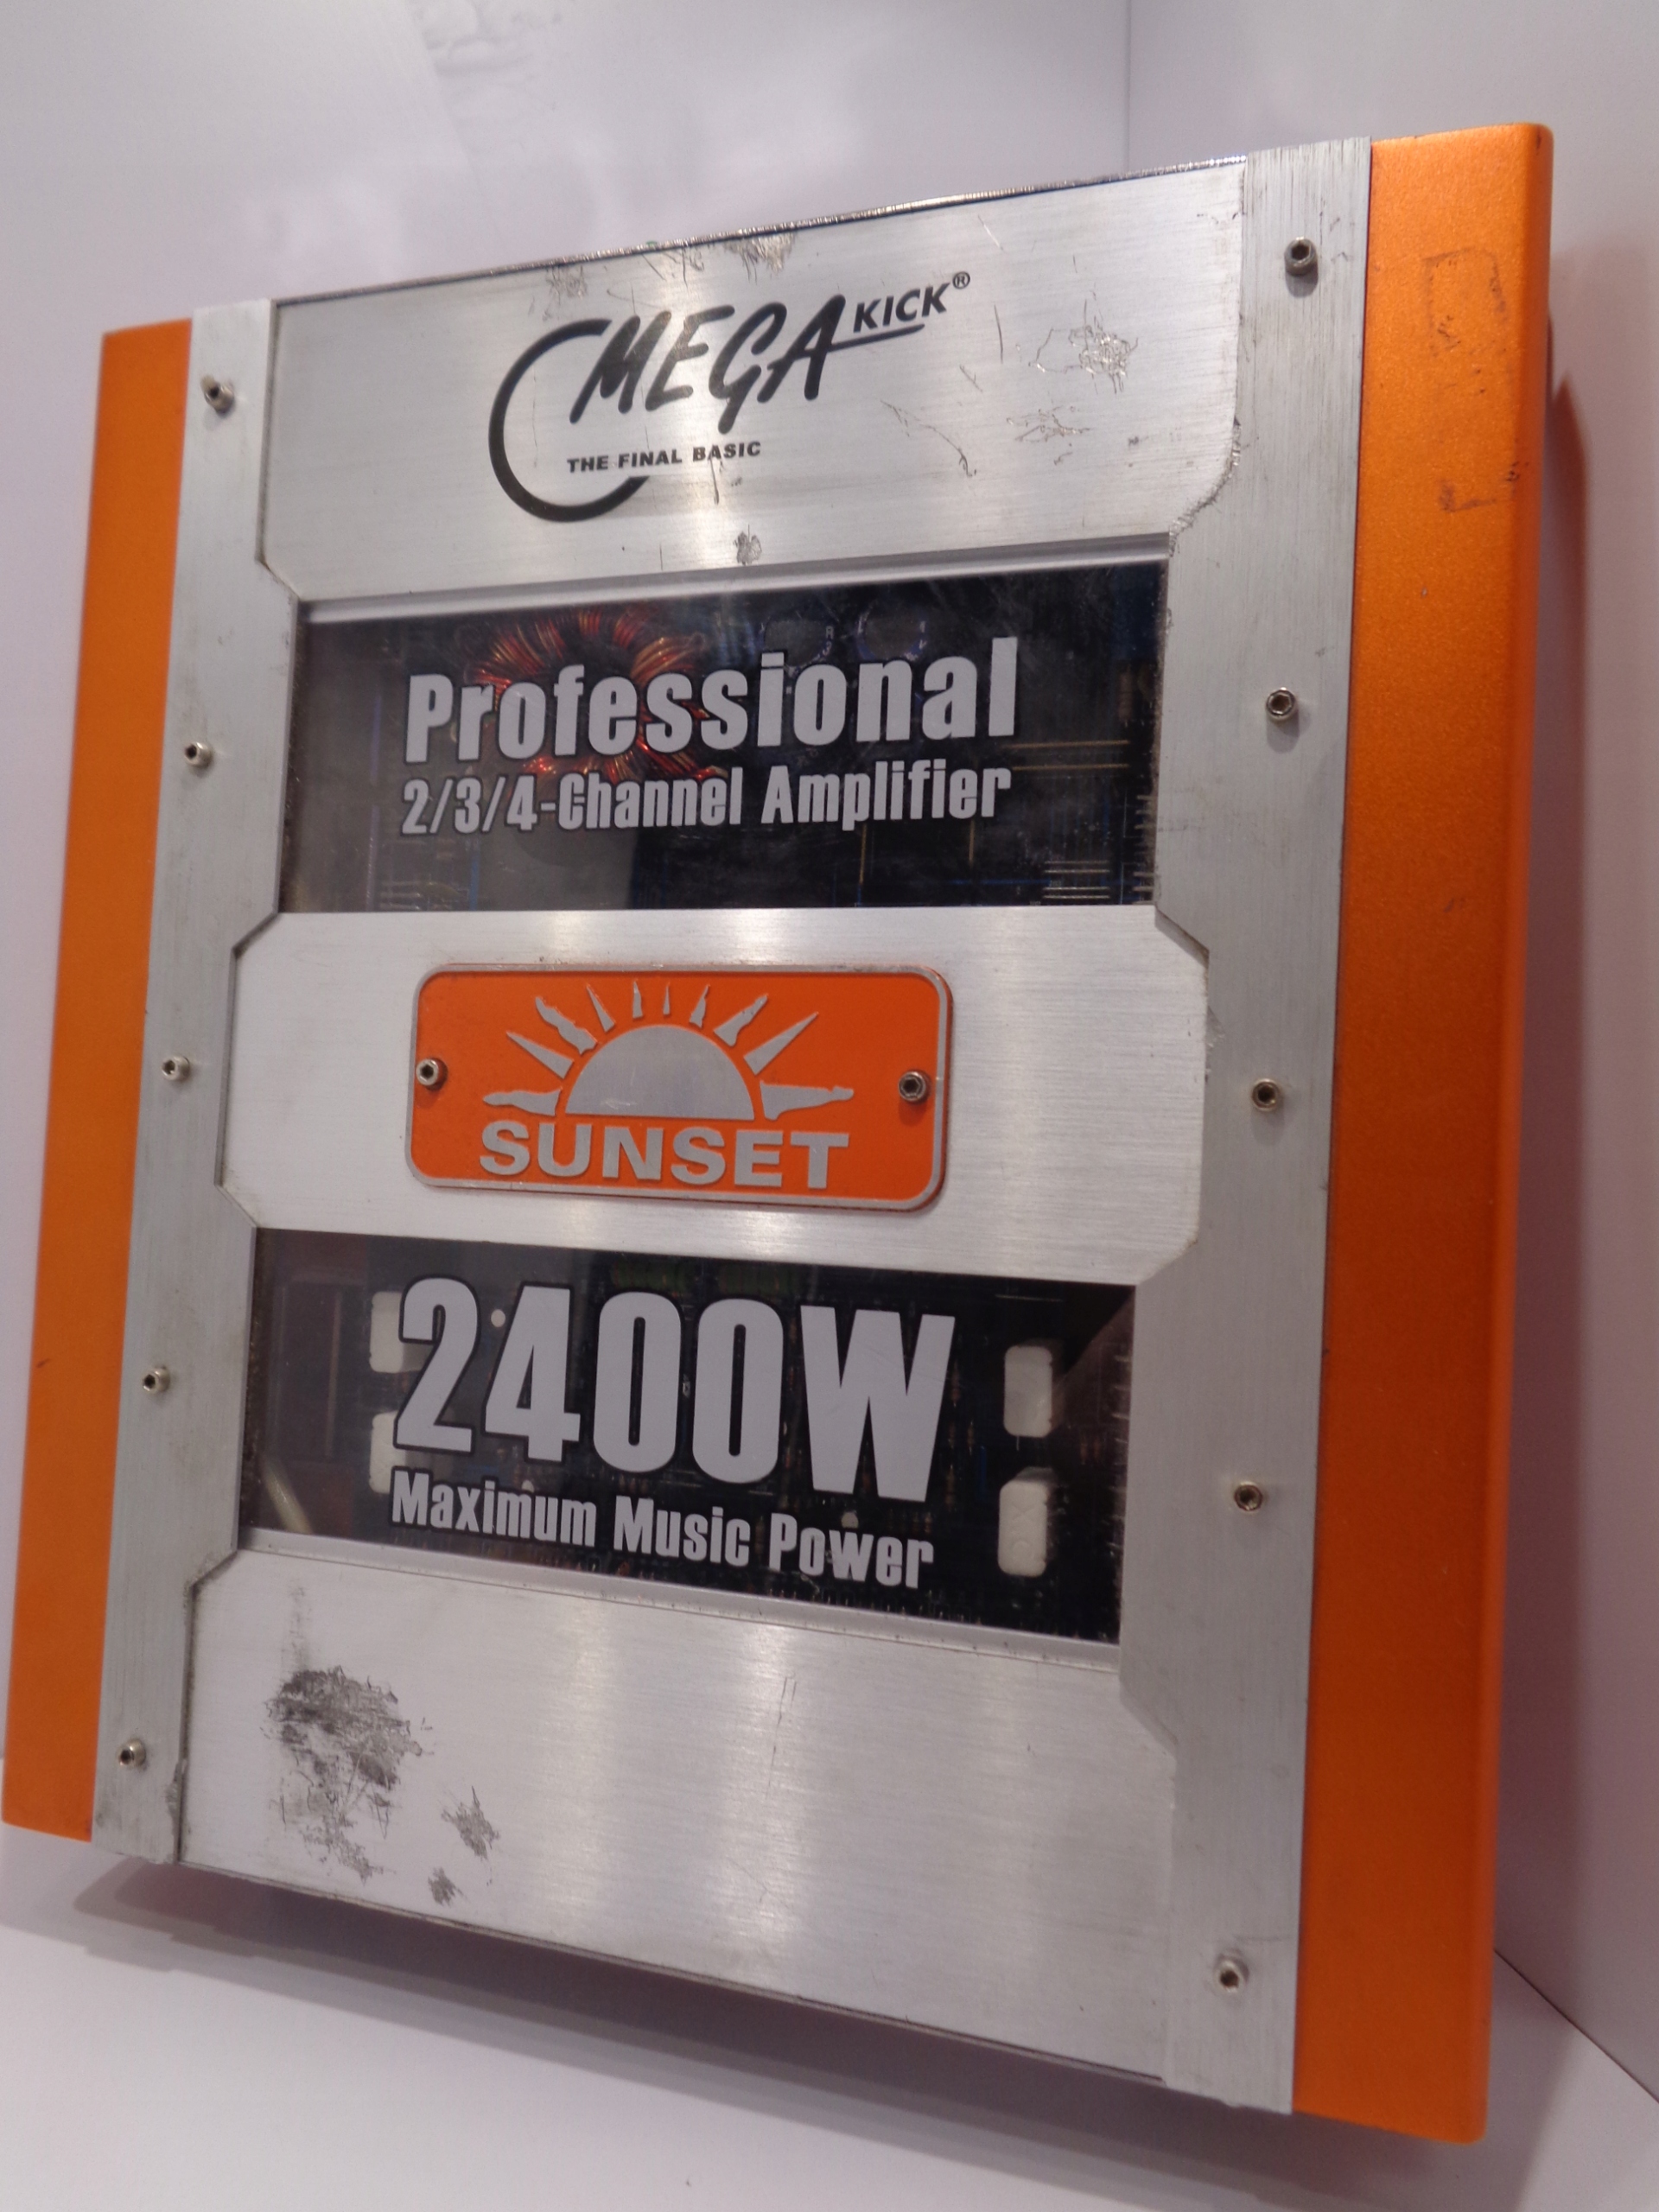 MEGA KICK®
THE FINAL BASIC
Professional
2/3/4-Channel Amplifier
SUNSET
2400W
Maximum Music Power